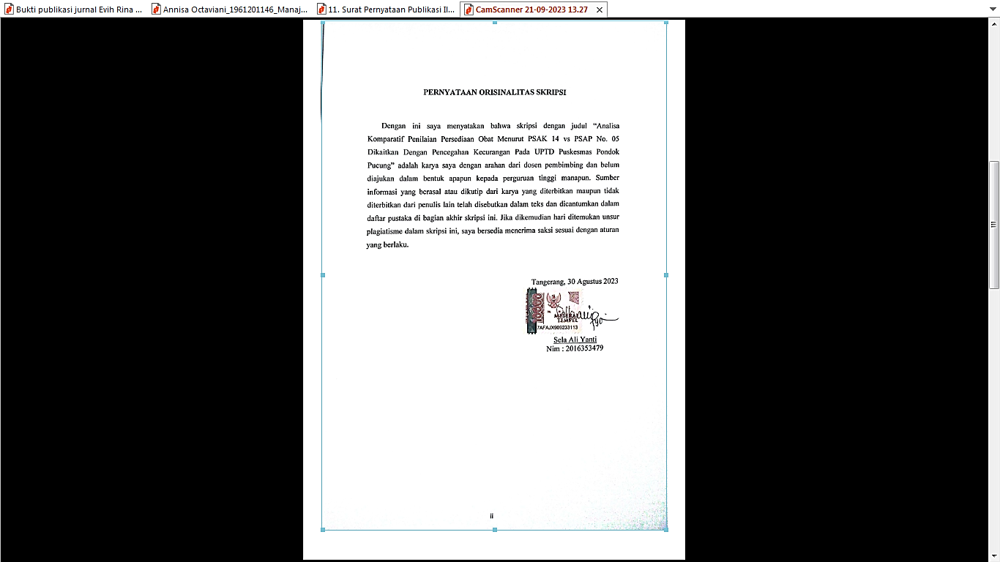 Bukti publikasi jurnal Evih Rina ...
Annisa Octaviani_1961201146_Manaj...
11. Surat Pernyataan Publikasi Il...
CamScanner 21-09-2023 13.27
PERNYATAAN ORISINALITAS SKRIPSI
Dengan ini saya menyatakan bahwa skripsi dengan judul “Analisa
Komparatif Penilaian Persediaan Obat Menurut PSAK 14 vs PSAP No. 05
Dikaitkan Dengan Pencegahan Kecurangan Pada UPTD Puskesmas Pondok
Pucung” adalah karya saya dengan arahan dari dosen pembimbing dan belum
diajukan dalam bentuk apapun kepada perguruan tinggi manapun. Sumber
informasi yang berasal atau dikutip dari karya yang diterbitkan maupun tidak
diterbitkan dari penulis lain telah disebutkan dalam teks dan dicantumkan dalam
daftar pustaka di bagian akhir skripsi ini. Jika dikemudian hari ditemukan unsur
plagiatisme dalam skripsi ini, saya bersedia menerima saksi sesuai dengan aturan
yang berlaku.
Tangerang, 30 Agustus 2023
10000
METERAI
TEMPEL
7AFAJX909233113
Sela Ali Yanti
Nim : 2016353479
ii